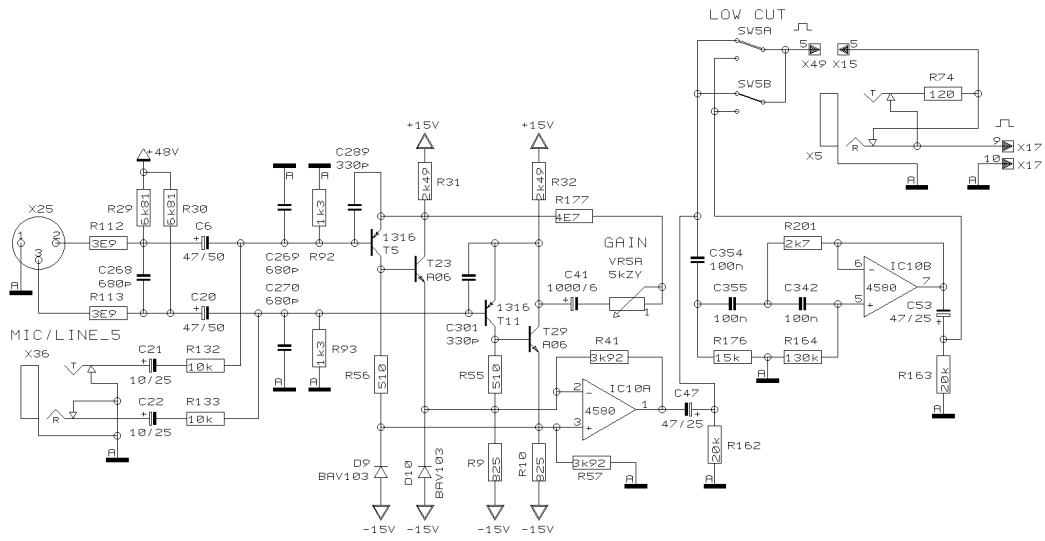 LOW CUT
SW5A
5
5
X49 X15
SW5B
R74
120
T
R
X5
9
X17
10
X17
A
A
+15V
+15V
+48V
C289
330p
R31
2k49
R32
2k49
R177
4E7
A
A
X25
1
2
3
R29
6k81
R30
6k81
R112
3E9
C6
+
47/50
C269
680p
1k3
R92
1316
T5
T23
A06
GAIN
VR5A
5kZY
1
C41
1000/6
+
C354
100n
R201
2k7
IC10B
6
-
4580
7
5
+
C355
100n
C342
100n
C268
680p
A
R113
3E9
C20
+
47/50
C270
680p
C301
330p
1316
T11
T29
A06
C53
47/25
+
MIC/LINE_5
X36
T
R
C21
+
10/25
R132
10k
1k3
R93
A
A
R56
510
R55
510
R41
3k92
IC10A
2
-
4580
1
3
+
C47
+
47/25
R176
15k
R164
130k
A
R163
20k
A
C22
+
10/25
R133
10k
A
D9
BAV103
D10
BAV103
R9
825
R10
825
3k92
R57
A
20k
R162
A
-15V
-15V
-15V
-15V